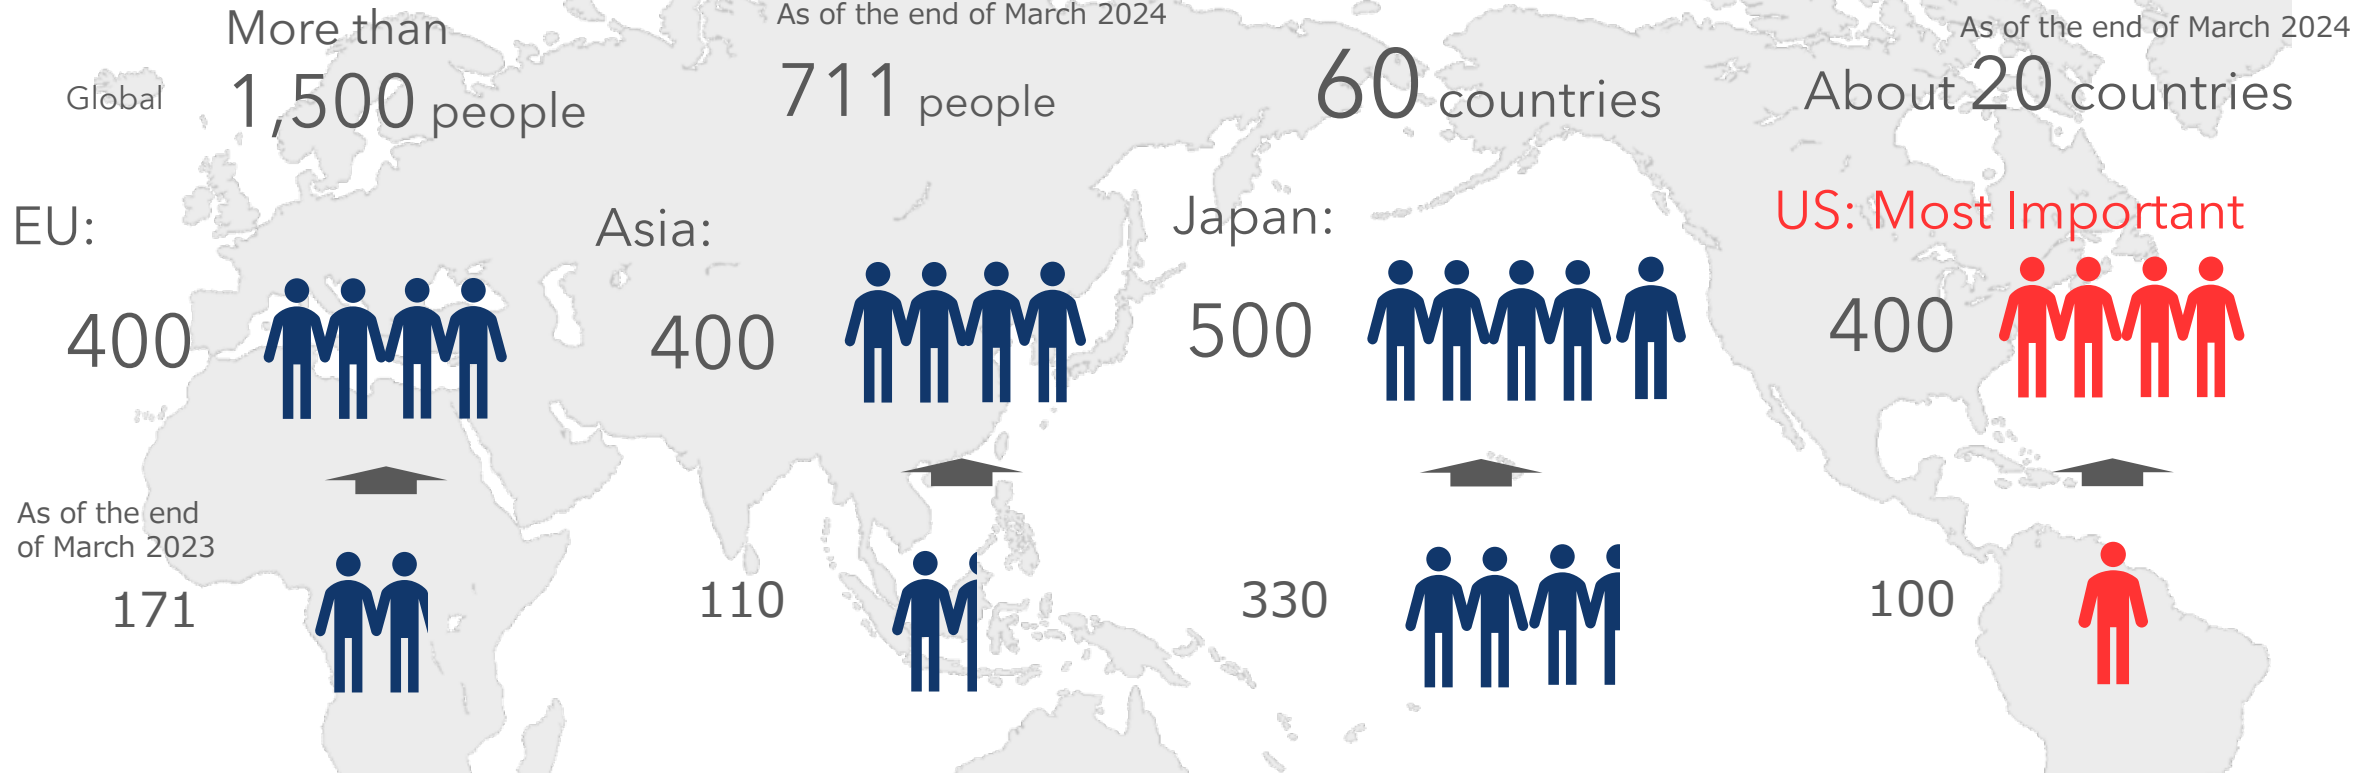 More than
As of the end of March 2024
As of the end of March 2024
Global
1,500 people
711 people
60 countries
About 20 countries
EU:
Asia:
Japan:
US: Most Important
400
400
500
400
As of the end
of March 2023
171
110
330
100